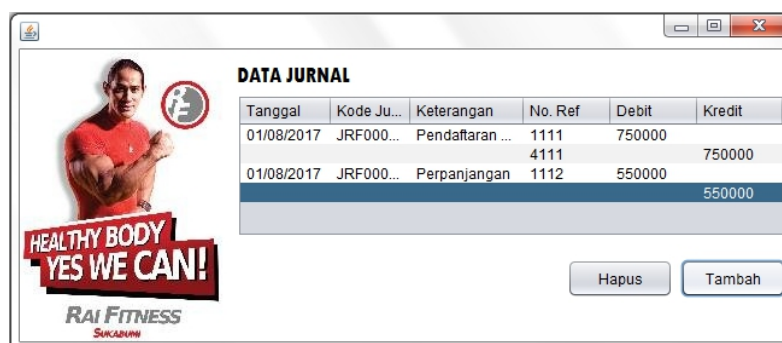 DATA JURNAL
Tanggal Kode Ju... Keterangan No. Ref Debit Kredit
01/08/2017 JRF000... Pendaftaran ... 1111 750000
4111 750000
01/08/2017 JRF000... Perpanjangan 1112 550000
550000
Hapus Tambah
RF
HEALTHY BODY
YES WE CAN!
RAI FITNESS
SUKABUMI